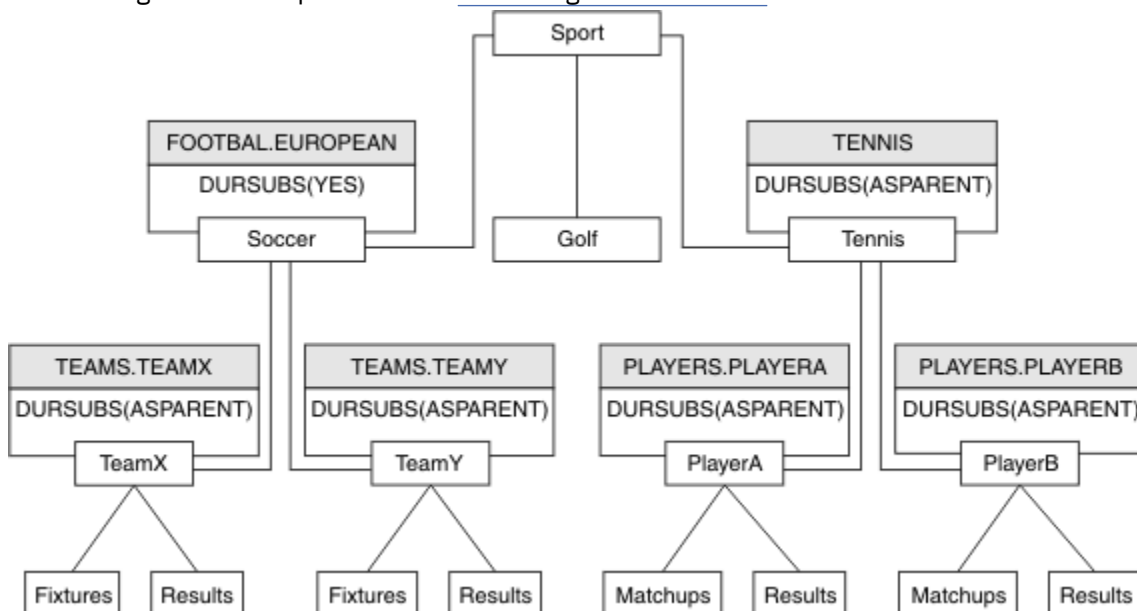 Sport
FOOTBAL.EUROPEAN
TENNIS
DURSUBS(YES)
DURSUBS(ASPARENT)
Soccer
Golf
Tennis
TEAMS.TEAMX
TEAMS.TEAMY
PLAYERS.PLAYERA
PLAYERS.PLAYERB
DURSUBS(ASPARENT)
DURSUBS(ASPARENT)
DURSUBS(ASPARENT)
DURSUBS(ASPARENT)
TeamX
TeamY
PlayerA
PlayerB
Fixtures
Results
Fixtures
Results
Matchups
Results
Matchups
Results